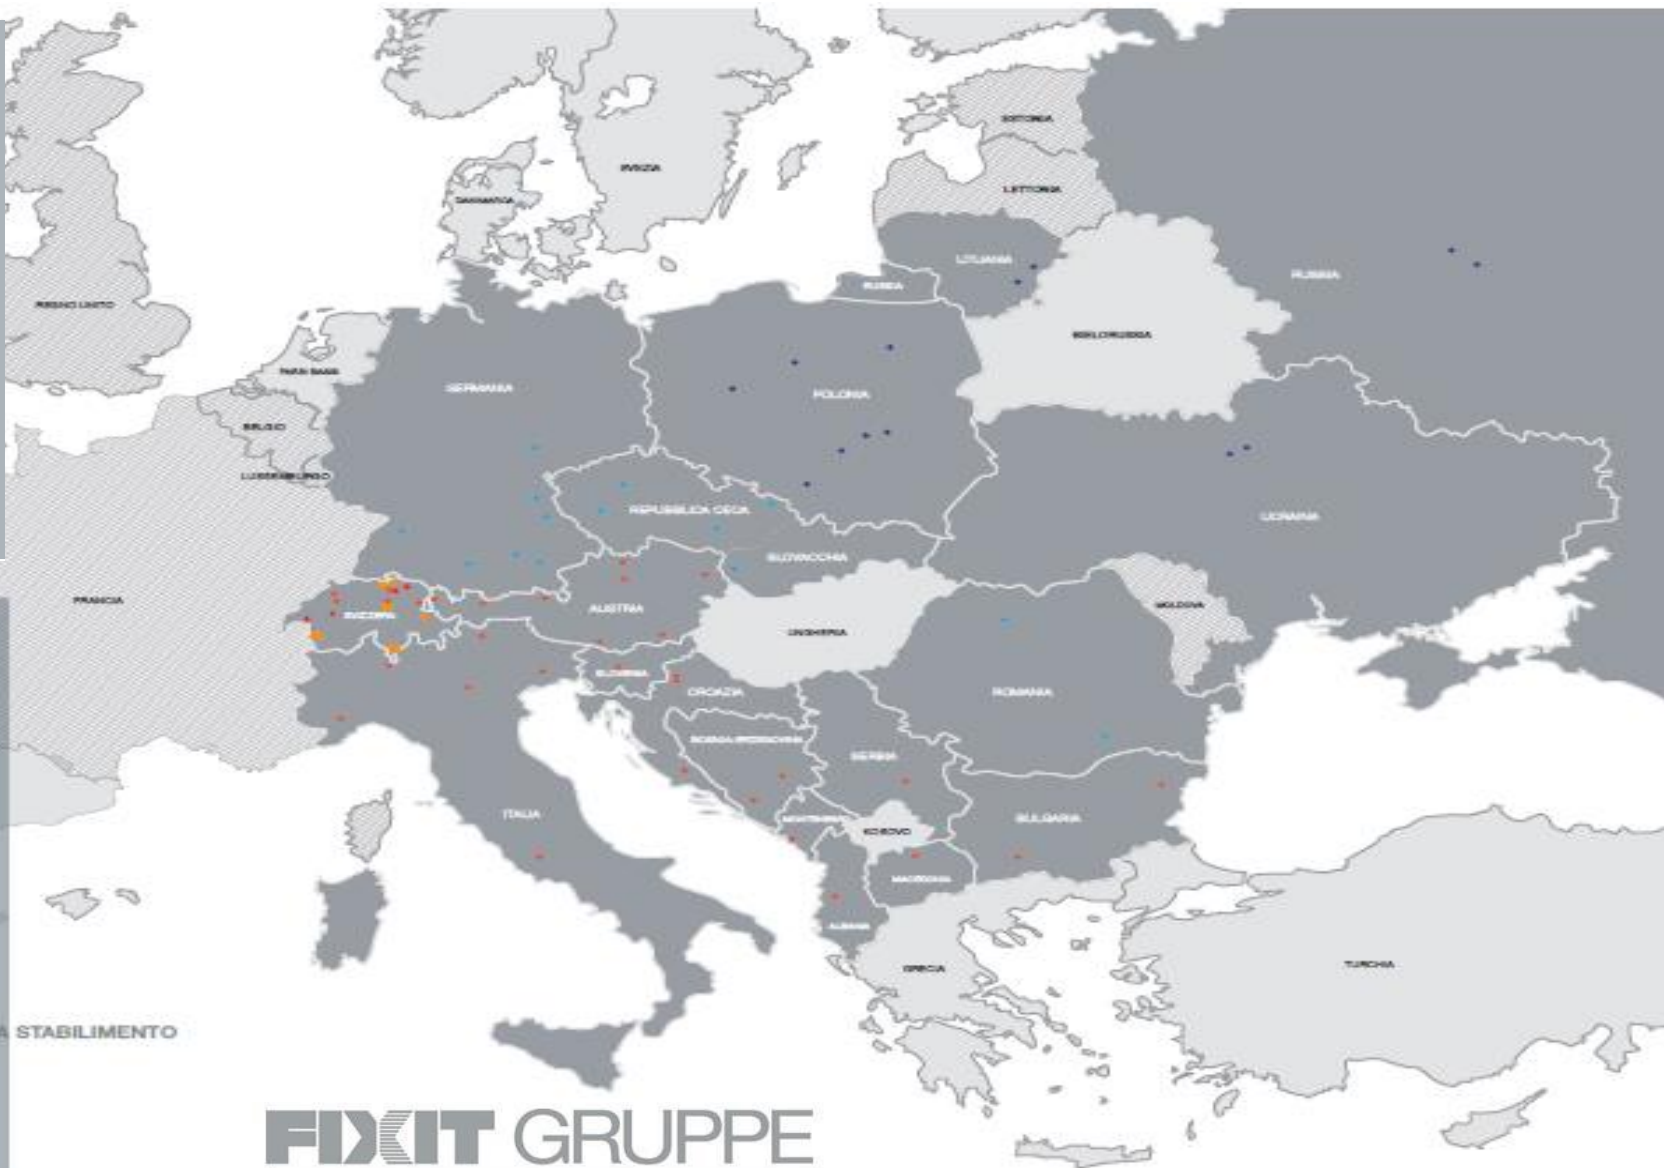 ESTONIA
SVEZIA
LETTONIA
DANIMARCA
LITUANIA
RUSSIA
RUSSIA
REGNO UNITO
BIELORUSSIA
PAESI BASSI
GERMANIA
POLONIA
BELGIO
LUSSEMBURGO
REPUBBLICA CECA
UCRAINA
SLOVACCHIA
FRANCIA
AUSTRIA
MOLDOVA
SVIZZERA
UNGHERIA
SLOVENIA
CROAZIA
ROMANIA
BOSNIA-ERZEGOVINA
SERBIA
ITALIA
MONTENEGRO
KOSOVO
BULGARIA
MACEDONIA
ALBANIA
GRECIA
TURCHIA
A STABILIMENTO
FIXIT GRUPPE